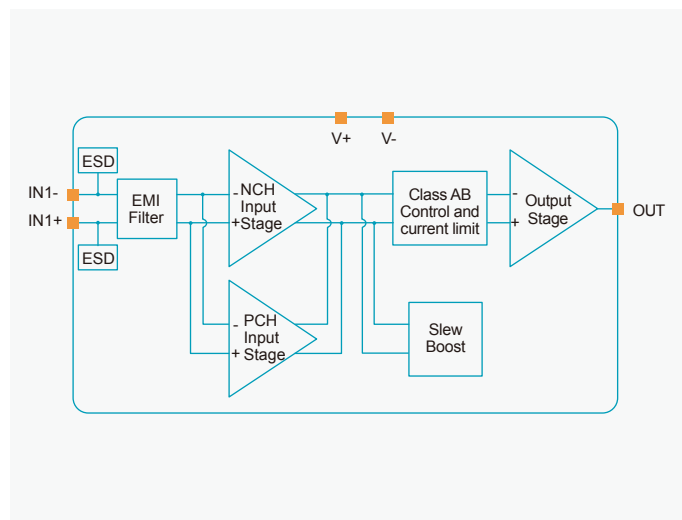 V+
V-
ESD
IN1-
IN1+
EMI
Filter
ESD
-
NCH
Input
+
Stage
-
PCH
Input
+
Stage
Class AB
Control and
current limit
Slew
Boost
-
Output
+
Stage
OUT